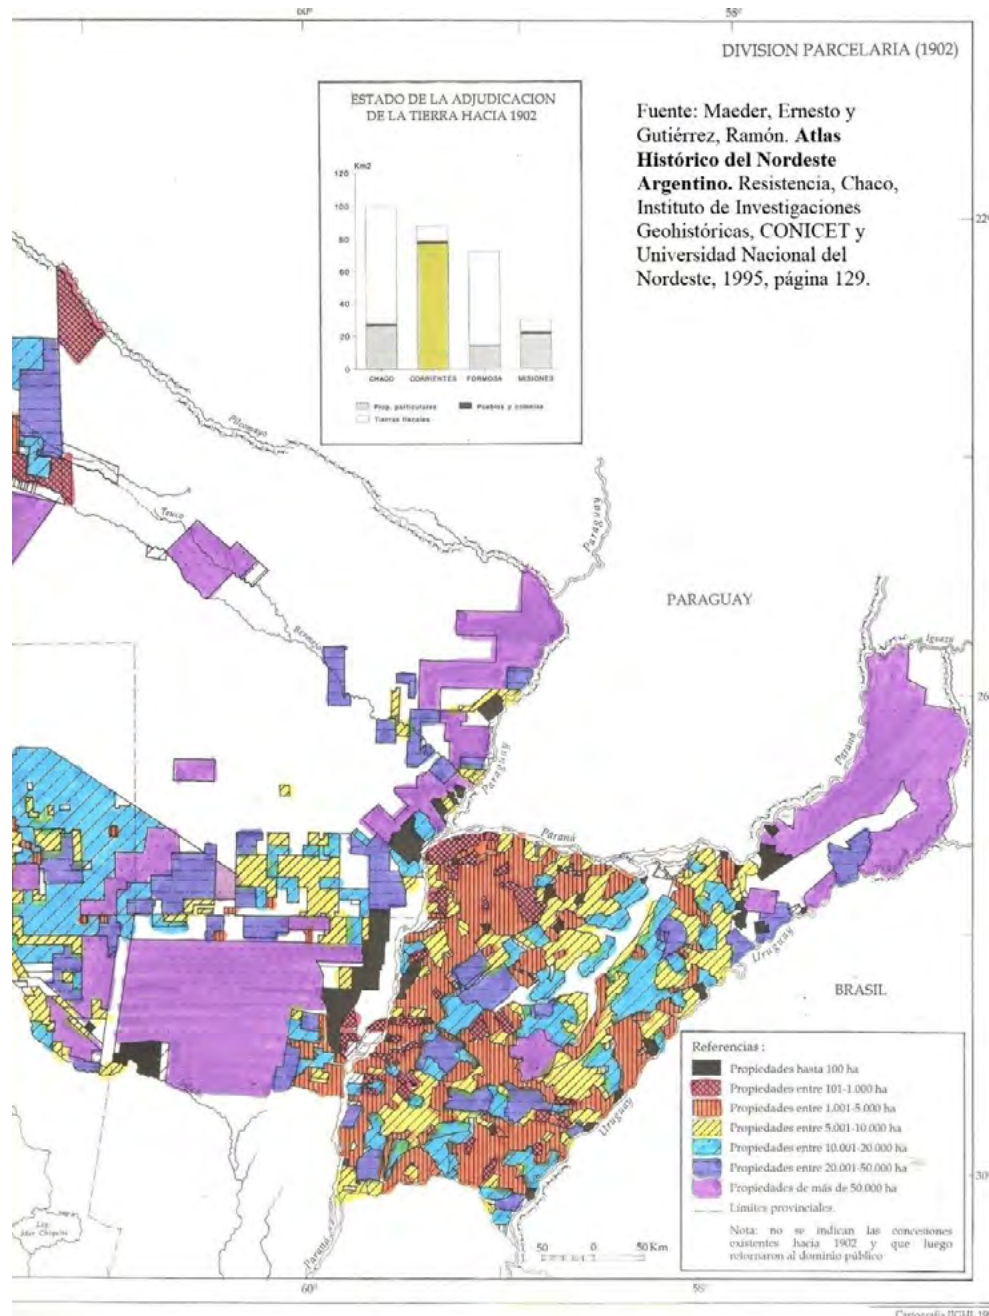 60°
58°
DIVISION PARCELARIA (1902)
ESTADO DE LA ADJUDICACION
DE LA TIERRA HACIA 1902
Km2
120
100
80
60
40
20
0
CHACO
CORRIENTES
FORMOSA
MISIONES
Prop. particulares
Pueblos y colonias
Tierras fiscales
Fuente: Maeder, Ernesto y
Gutiérrez, Ramón. Atlas
Histórico del Nordeste
Argentino. Resistencia, Chaco,
Instituto de Investigaciones
Geohistóricas, CONICET y
Universidad Nacional del
Nordeste, 1995, página 129.
22°
Pilcomayo
Teuco
Paraguay
PARAGUAY
Bermejo
Iguazú
26
Paraná
Paraguay
Paraná
Uruguay
BRASIL
Uruguay
Referencias :
Propiedades hasta 100 ha
Propiedades entre 101-1.000 ha
Propiedades entre 1.001-5.000 ha
Propiedades entre 5.001-10.000 ha
Propiedades entre 10.001-20.000 ha
Propiedades entre 20.001-50.000 ha
Propiedades de más de 50.000 ha
Límites provinciales.
Nota: no se indican las concesiones
existentes hacia 1902 y que luego
retornaron al dominio público
30°
Mar Chiquita
Paraná
50 0 50 Km
60°